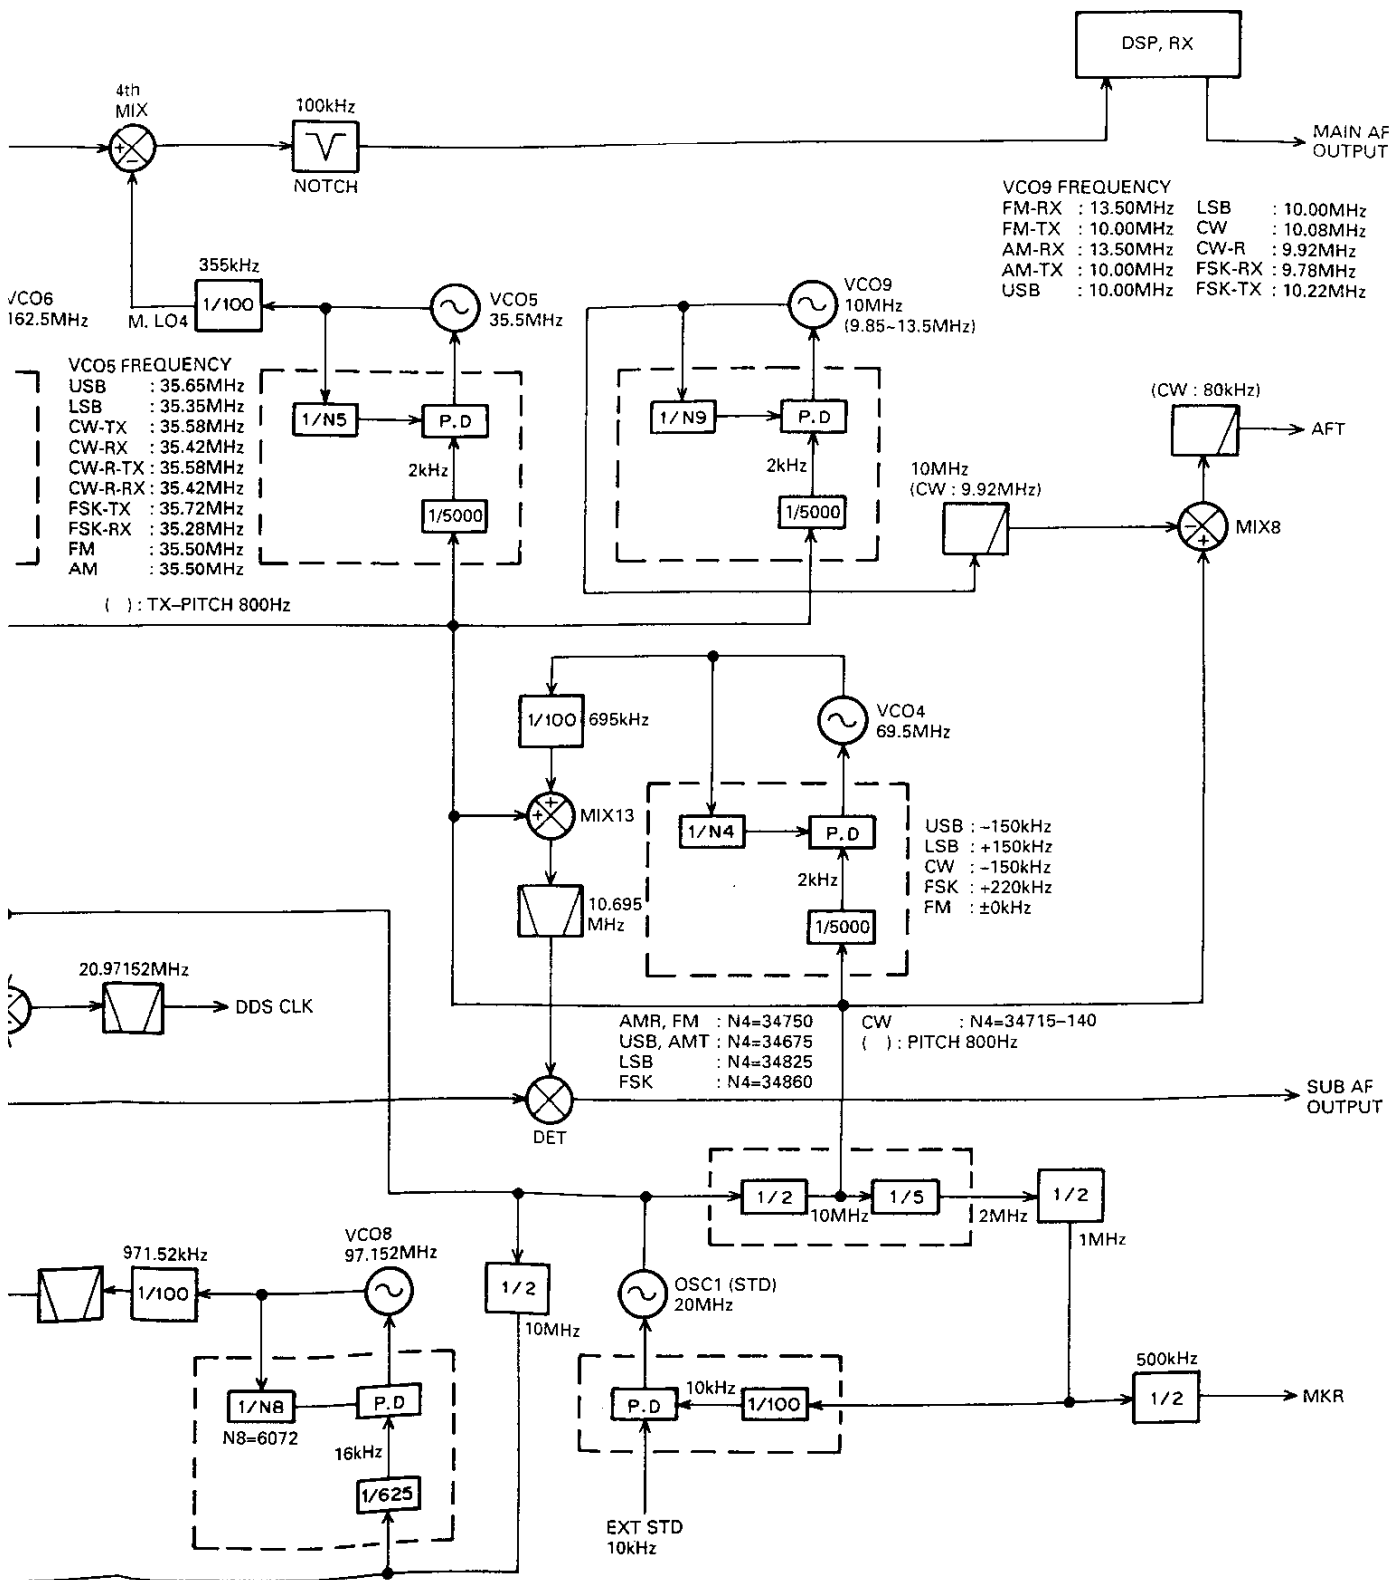 DSP, RX
4th
MIX
100kHz
NOTCH
MAIN AF
OUTPUT
VCO9 FREQUENCY
FM-RX : 13.50MHz LSB : 10.00MHz
FM-TX : 10.00MHz CW : 10.08MHz
AM-RX : 13.50MHz CW-R : 9.92MHz
AM-TX : 10.00MHz FSK-RX : 9.78MHz
USB : 10.00MHz FSK-TX : 10.22MHz
355kHz
1/100
M. LO4
VCO6
162.5MHz
VCO5
35.5MHz
VCO9
10MHz
(9.85~13.5MHz)
VCO5 FREQUENCY
USB : 35.65MHz
LSB : 35.35MHz
CW-TX : 35.58MHz
CW-RX : 35.42MHz
CW-R-TX : 35.58MHz
CW-R-RX : 35.42MHz
FSK-TX : 35.72MHz
FSK-RX : 35.28MHz
FM : 35.50MHz
AM : 35.50MHz
( ) : TX-PITCH 800Hz
1/N5
P.D
2kHz
1/5000
1/N9
P.D
2kHz
1/5000
(CW : 80kHz)
AFT
10MHz
(CW : 9.92MHz)
MIX8
1/100
695kHz
VCO4
69.5MHz
MIX13
1/N4
P.D
2kHz
1/5000
USB : -150kHz
LSB : +150kHz
CW : -150kHz
FSK : +220kHz
FM : ±0kHz
10.695
MHz
20.97152MHz
DDS CLK
AMR, FM : N4=34750
USB, AMT : N4=34675
LSB : N4=34825
FSK : N4=34860
CW : N4=34715-140
( ) : PITCH 800Hz
DET
SUB AF
OUTPUT
1/2
10MHz
1/5
2MHz
1/2
1MHz
971.52kHz
1/100
VCO8
97.152MHz
1/2
10MHz
OSC1 (STD)
20MHz
1/N8
N8=6072
P.D
16kHz
1/625
P.D
10kHz
1/100
500kHz
1/2
MKR
EXT STD
10kHz